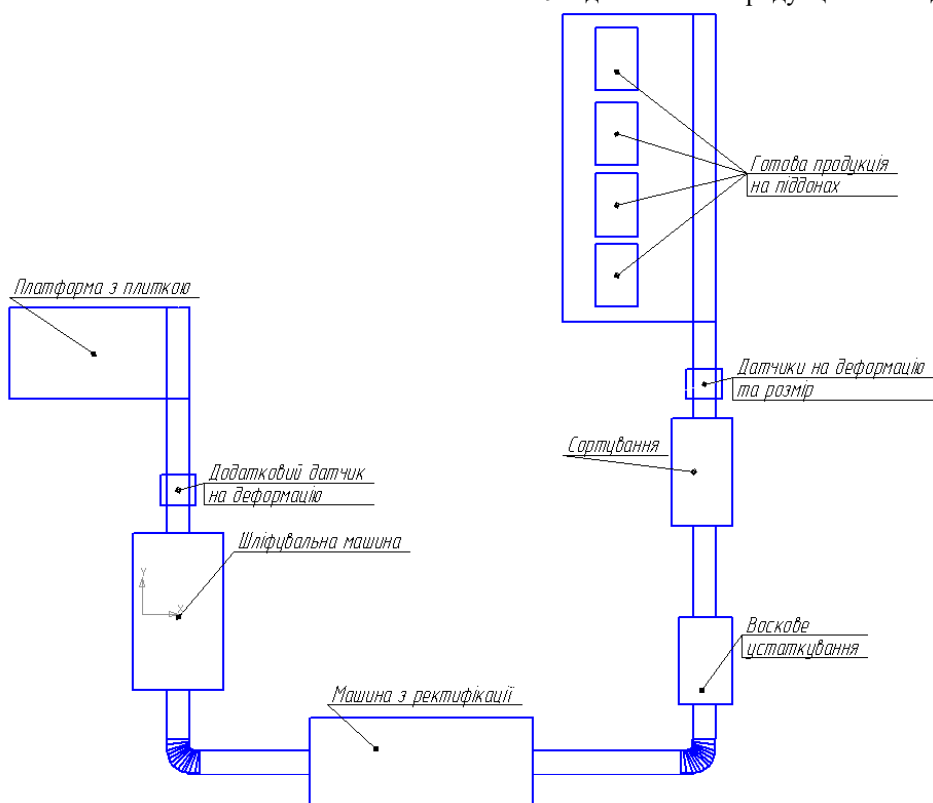 Готова продукція
на піддонах
Платформа з плиткою
Датчики на деформацію
та розмір
Сортування
Додатковий датчик
на деформацію
Шліфувальна машина
Воскове
устаткування
Машина з ректифікації
Y
X